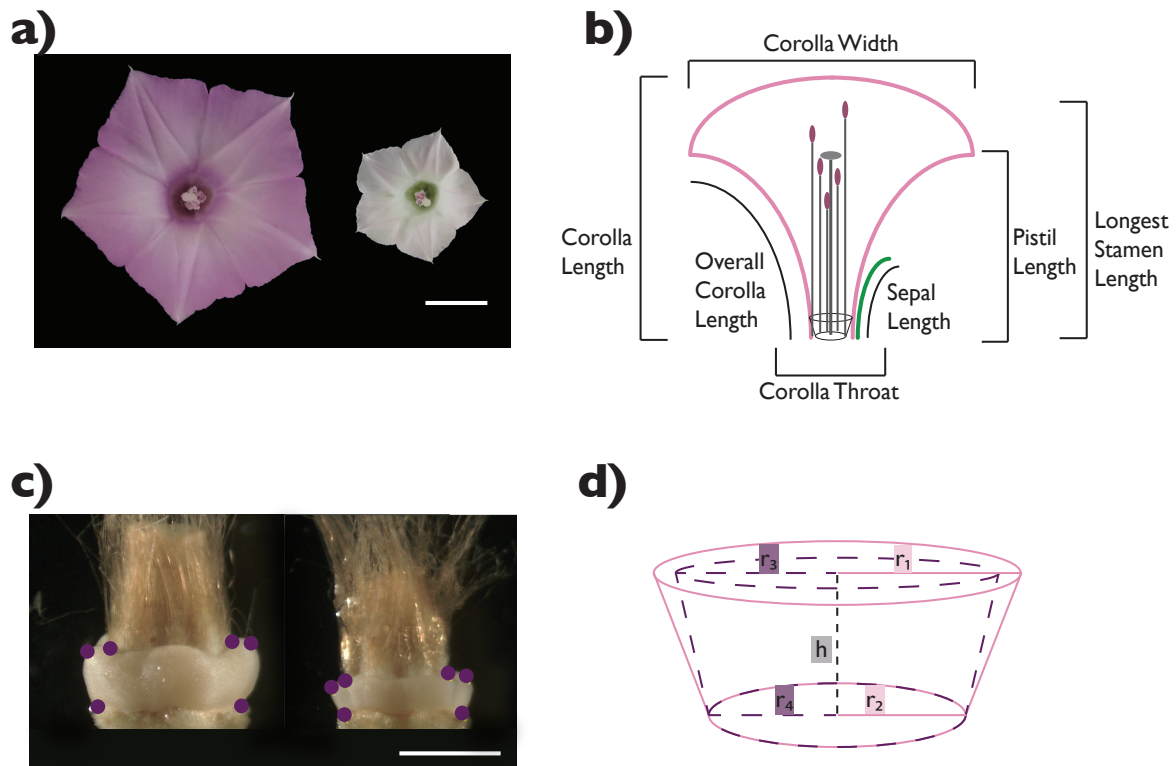 a)
b)
Corolla Width
Corolla
Length
Overall
Corolla
Length
Sepal
Length
Pistil
Length
Longest
Stamen
Length
Corolla Throat
c)
d)
r₃
r₁
h
r₄
r₂